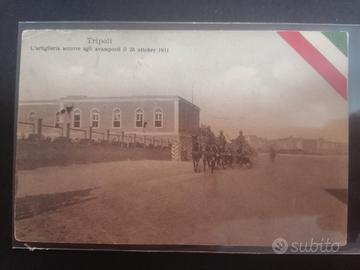 Tripoli
L'artiglieria accorre agli avamposti il 26 ottobre 1911
subito